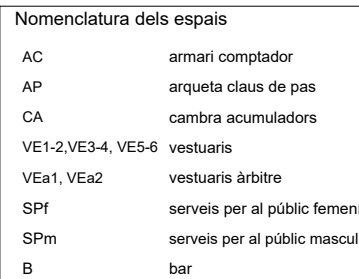 Nomenclatura dels espais
AC armari comptador
AP arqueta claus de pas
CA cambra acumuladors
VE1-2,VE3-4, VE5-6 vestuaris
VEa1, VEa2 vestuaris àrbitre
SPf serveis per al públic femení
SPm serveis per al públic mascul
B bar